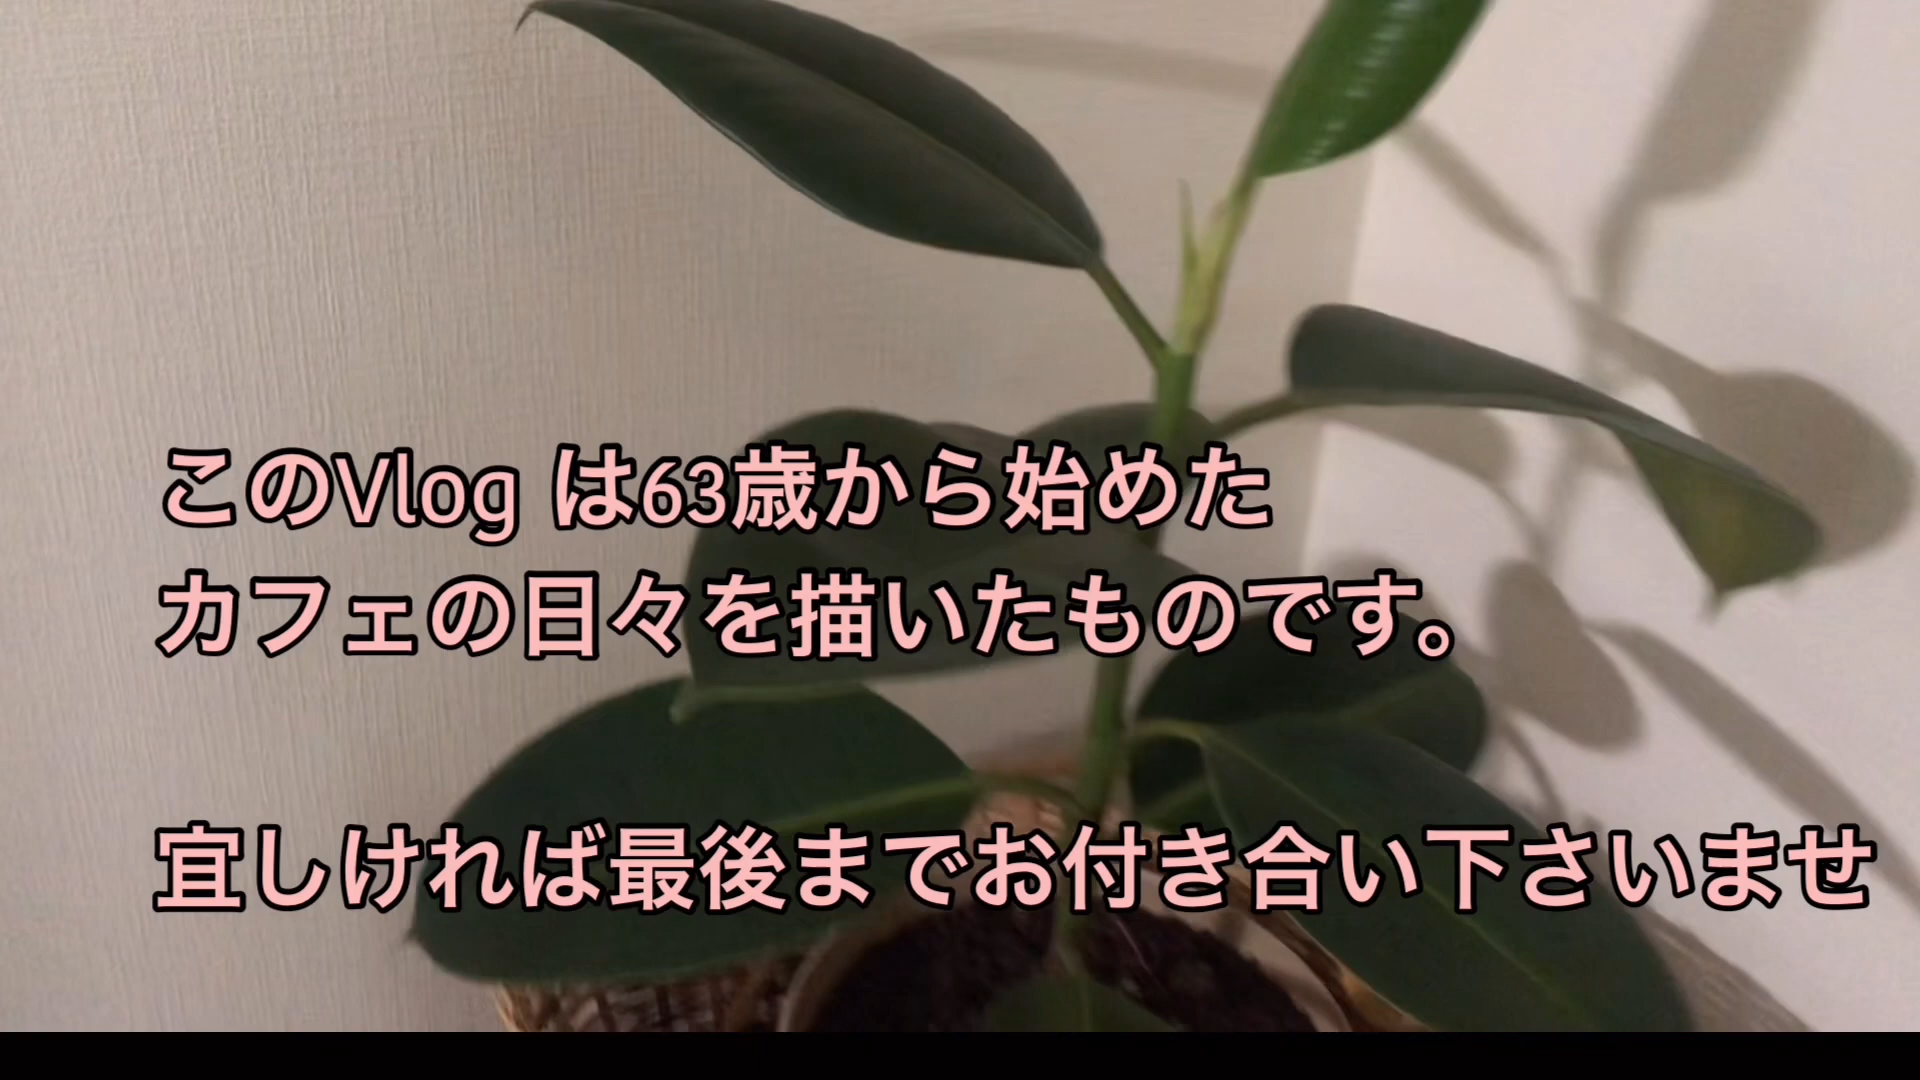 このVlog は63歳から始めた
カフェの日々を描いたものです。
宜しければ最後までお付き合い下さいませ